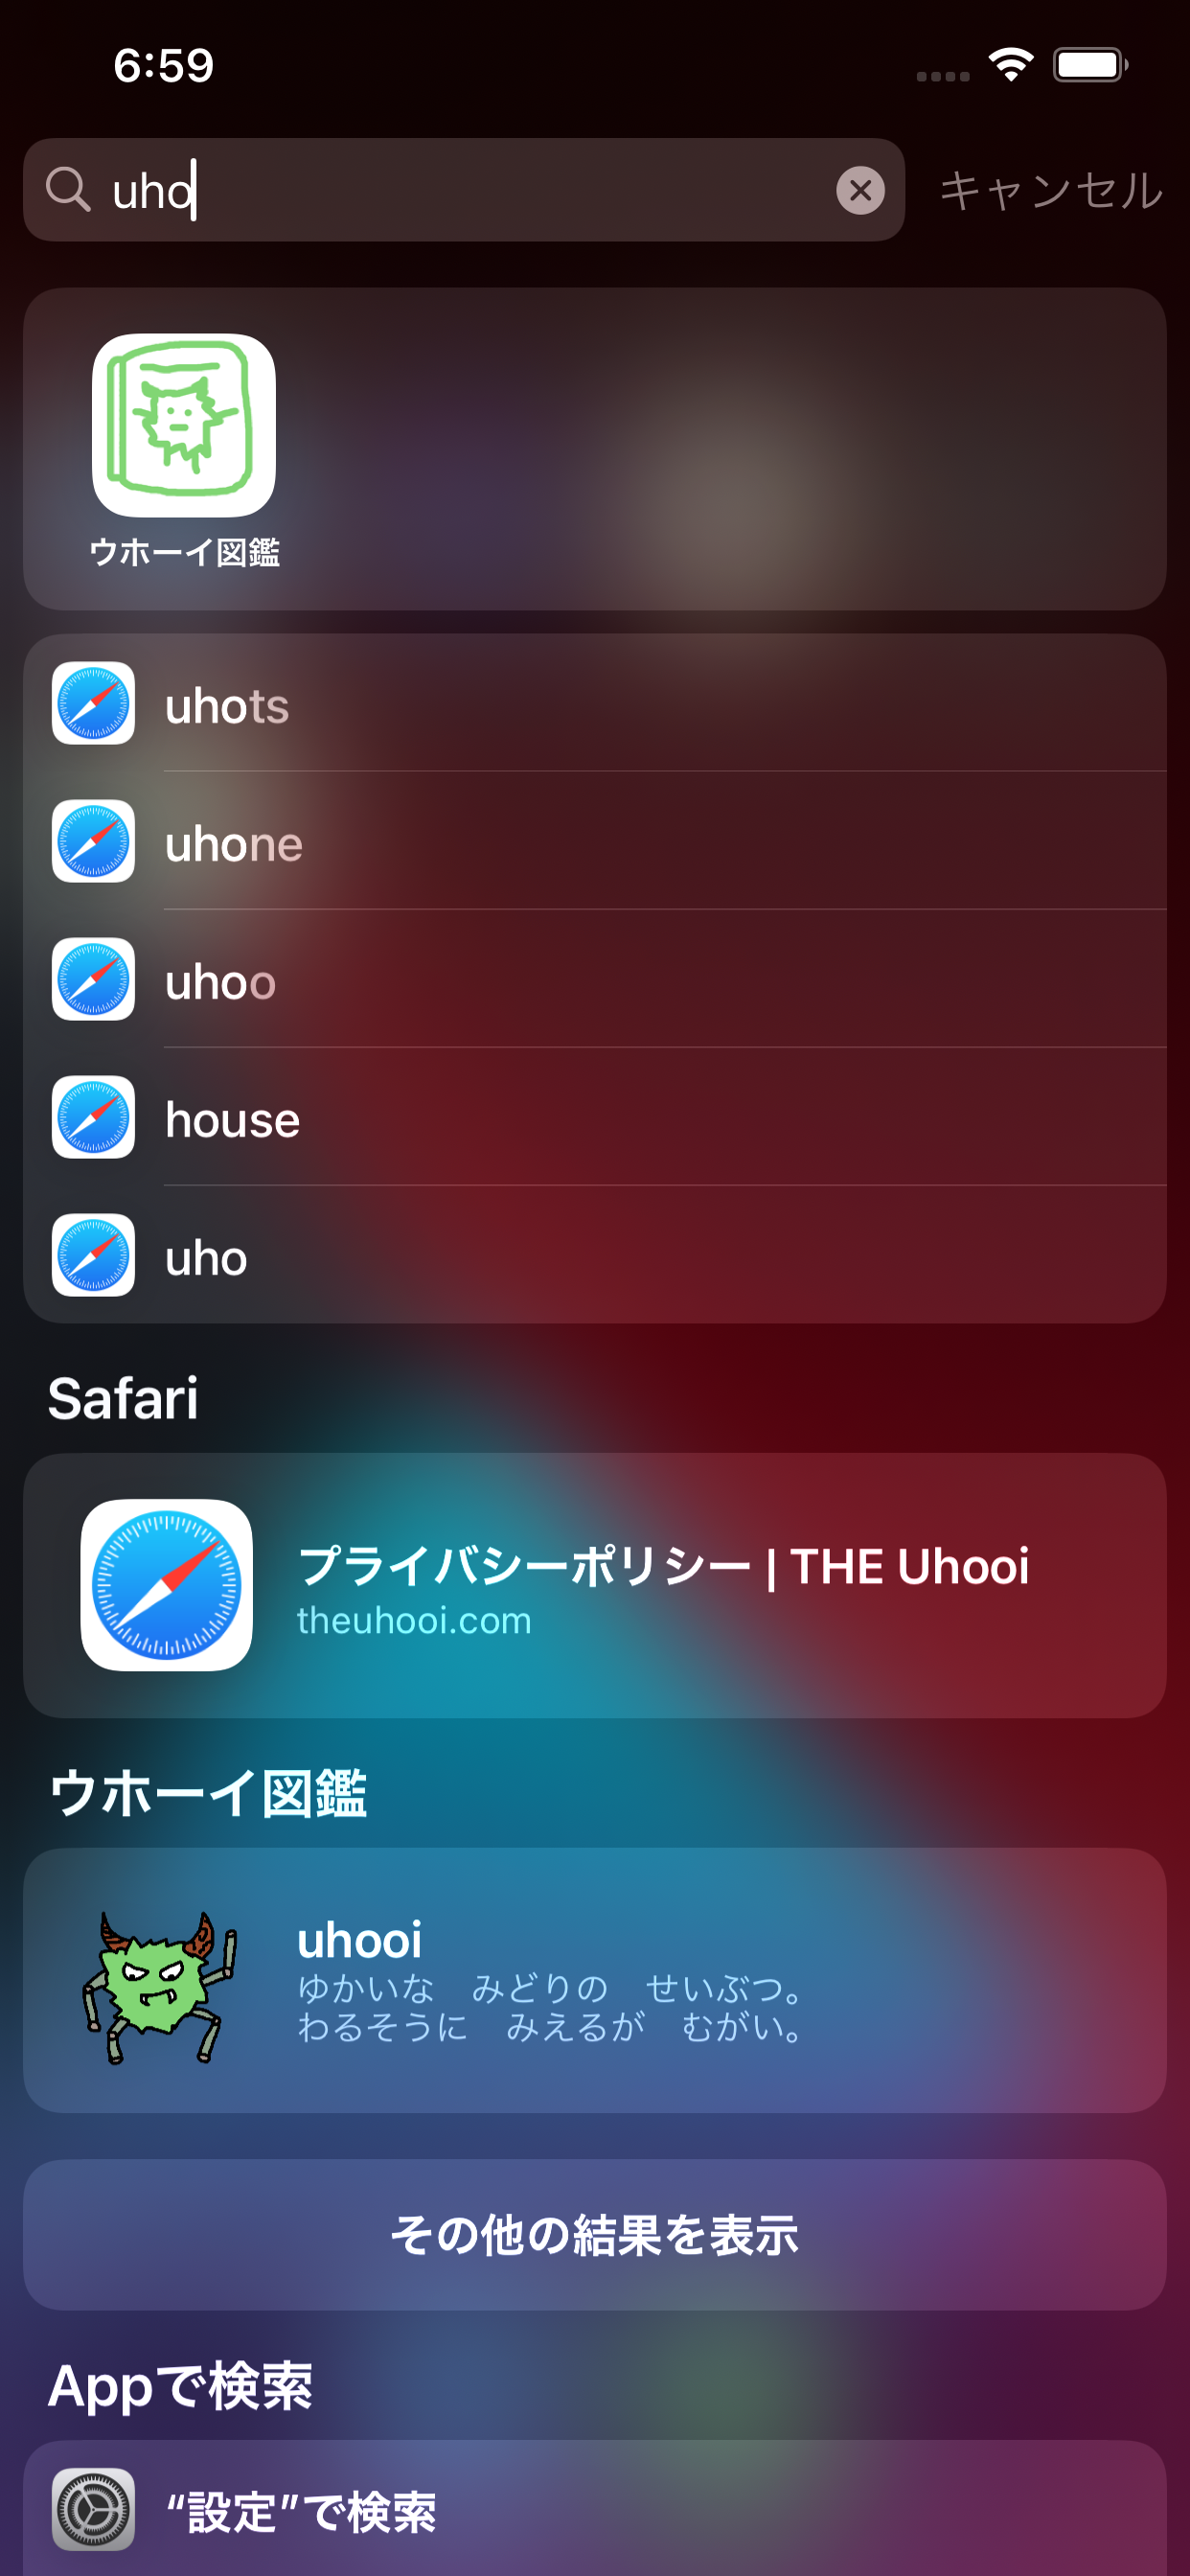 6:59
uho
キャンセル
ウホーイ図鑑
uhots
uhone
uhoo
house
uho
Safari
プライバシーポリシー | THE Uhooi
theuhooi.com
ウホーイ図鑑
uhooi
ゆかいな　みどりの　せいぶつ。
わるそうに　みえるが　むがい。
その他の結果を表示
Appで検索
“設定”で検索